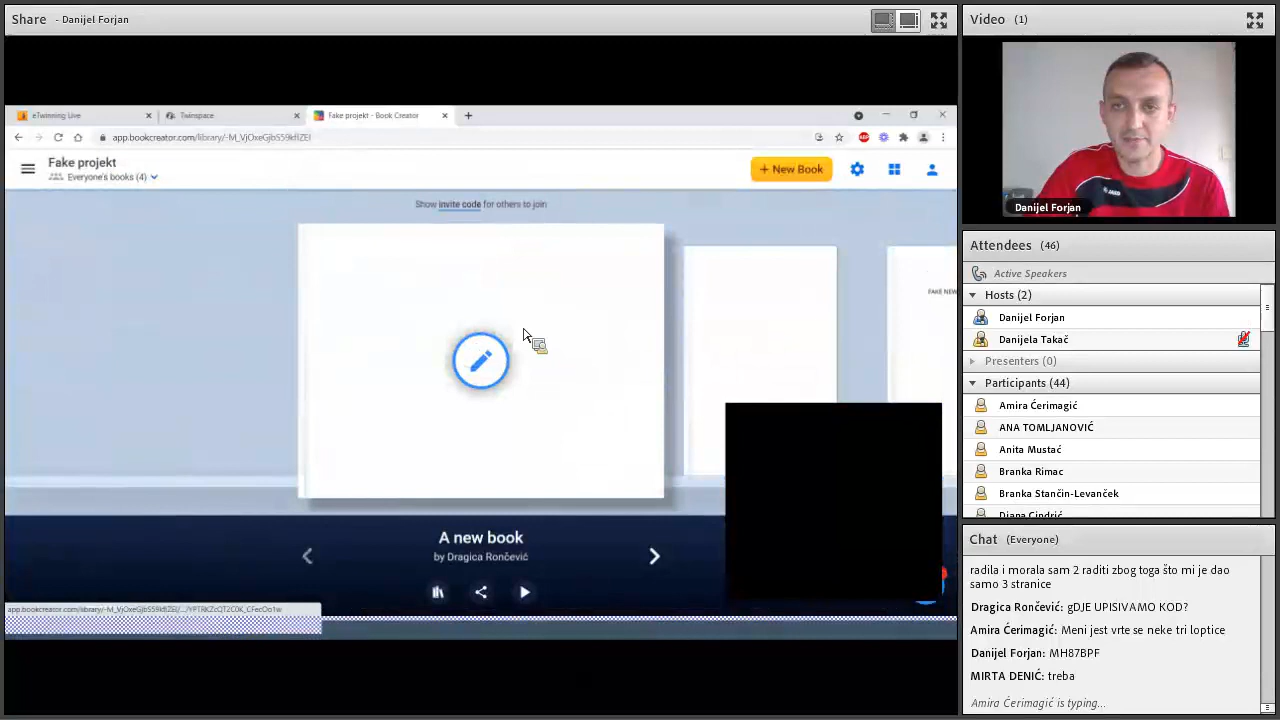 Share - Danijel Forjan
eTwinning Live
Twinspace
Fake projekt - Book Creator
Fake projekt
Everyone's books (4)
+ New Book
Show invite code for others to join
FAKE NEW
A new book
by Dragica Rončević
Video (1)
Danijel Forjan
Attendees (46)
Active Speakers
Hosts (2)
Danijel Forjan
Danijela Takač
Presenters (0)
Participants (44)
Amira Ćerimagić
ANA TOMLJANOVIĆ
Anita Mustać
Branka Rimac
Branka Stančin-Levanček
Diana Cindrić
Chat (Everyone)
radila i morala sam 2 raditi zbog toga što mi je dao
samo 3 stranice
Dragica Rončević: gDJE UPISIVAMO KOD?
Amira Ćerimagić: Meni jest vrte se neke tri loptice
Danijel Forjan: MH87BPF
MIRTA DENIĆ: treba
Amira Ćerimagić is typing...